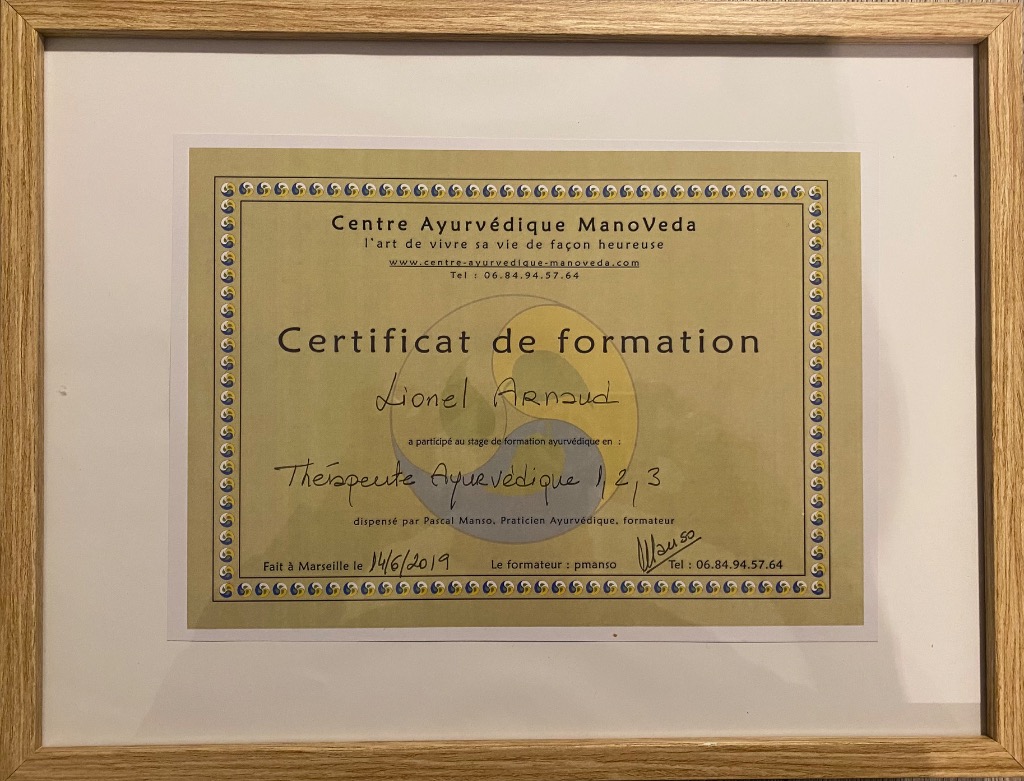 Centre Ayurvédique ManoVeda
l'art de vivre sa vie de façon heureuse
www.centre-ayurvedique-manoveda.com
Tel : 06.84.94.57.64
Certificat de formation
Lionel Arnaud
a participé au stage de formation ayurvédique en :
Thérapeute Ayurvédique 1, 2, 3
dispensé par Pascal Manso, Praticien Ayurvédique, formateur
Fait à Marseille le 14/6/2019 Le formateur : pmanso Manso Tel : 06.84.94.57.64